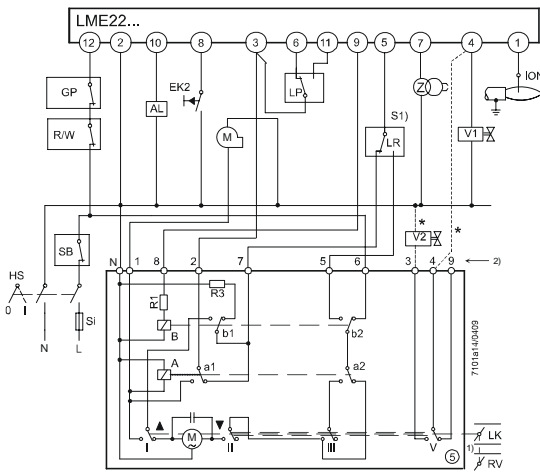 LME22...
12 2 10 8 3 6 11 9 5 7 4 1
ION
GP
EK2
LP
Z
AL
S1)
V1
R/W
M
LR
*
*
V2
SB
N 1 8 2 7 5 6 3 4 9 2)
HS
0 I
R3
R1
Si
B
b1
b2
N L
A
a1
a2
7101a14/0409
M
I II III V
LK
1)
5
RV